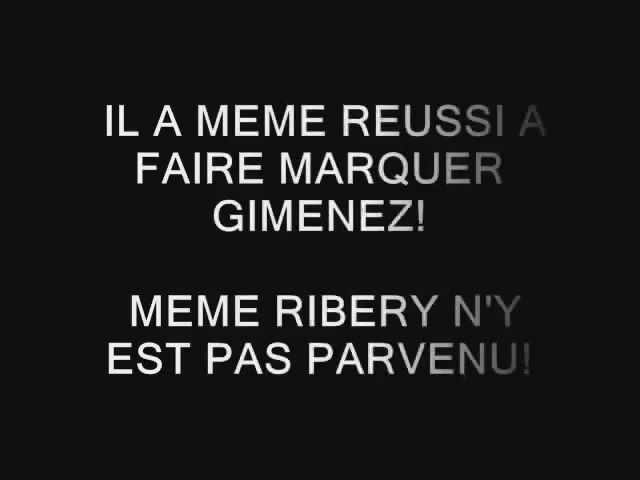 IL A MEME REUSSI A
FAIRE MARQUER
GIMENEZ!
MEME RIBERY N'Y
EST PAS PARVENU!